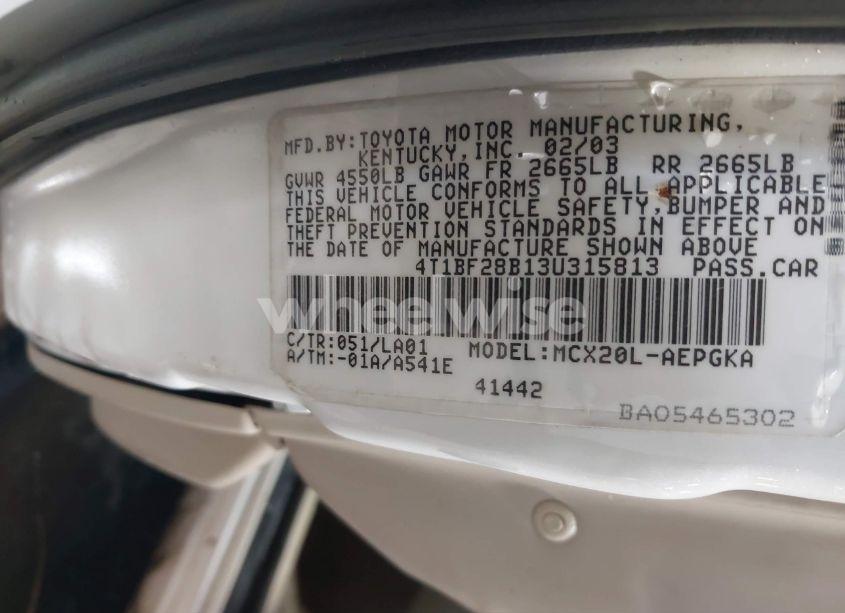 MFD.BY:TOYOTA MOTOR MANUFACTURING,
KENTUCKY,INC. 02/03
GVWR 4550LB GAWR FR 2665LB RR 2665LB
THIS VEHICLE CONFORMS TO ALL APPLICABLE
FEDERAL MOTOR VEHICLE SAFETY,BUMPER AND
THEFT PREVENTION STANDARDS IN EFFECT ON
THE DATE OF MANUFACTURE SHOWN ABOVE
4T1BF28B13U315813 PASS.CAR
wheelwise
C/TR:051/LA01 MODEL:MCX20L-AEPGKA
A/TM:-01A/A541E
41442
BA05465302